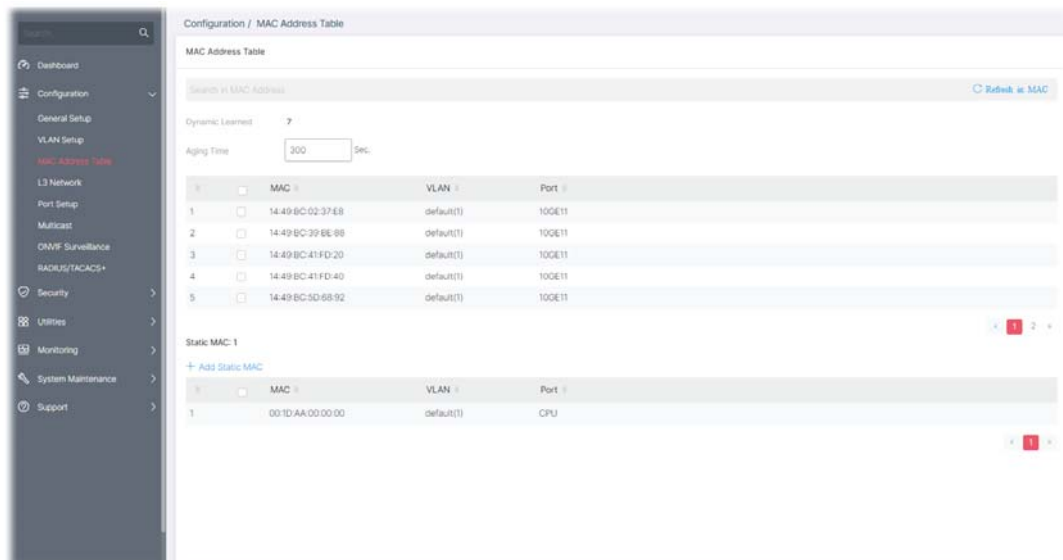 Configuration / MAC Address Table
Search...
MAC Address Table
Dashboard
Configuration
General Setup
VLAN Setup
MAC Address Table
L3 Network
Port Setup
Multicast
ONVIF Surveillance
RADIUS/TACACS+
Security
Utilities
Monitoring
System Maintenance
Support
Search in MAC Address
Refresh in MAC
Dynamic Learned 7
Aging Time 300 Sec.
MAC VLAN Port
1 14:49:BC:02:37:E8 default(1) 10GE11
2 14:49:BC:39:BE:88 default(1) 10GE11
3 14:49:BC:41:FD:20 default(1) 10GE11
4 14:49:BC:41:FD:40 default(1) 10GE11
5 14:49:BC:5D:68:92 default(1) 10GE11
1 2
Static MAC: 1
+ Add Static MAC
MAC VLAN Port
1 00:1D:AA:00:00:00 default(1) CPU
1